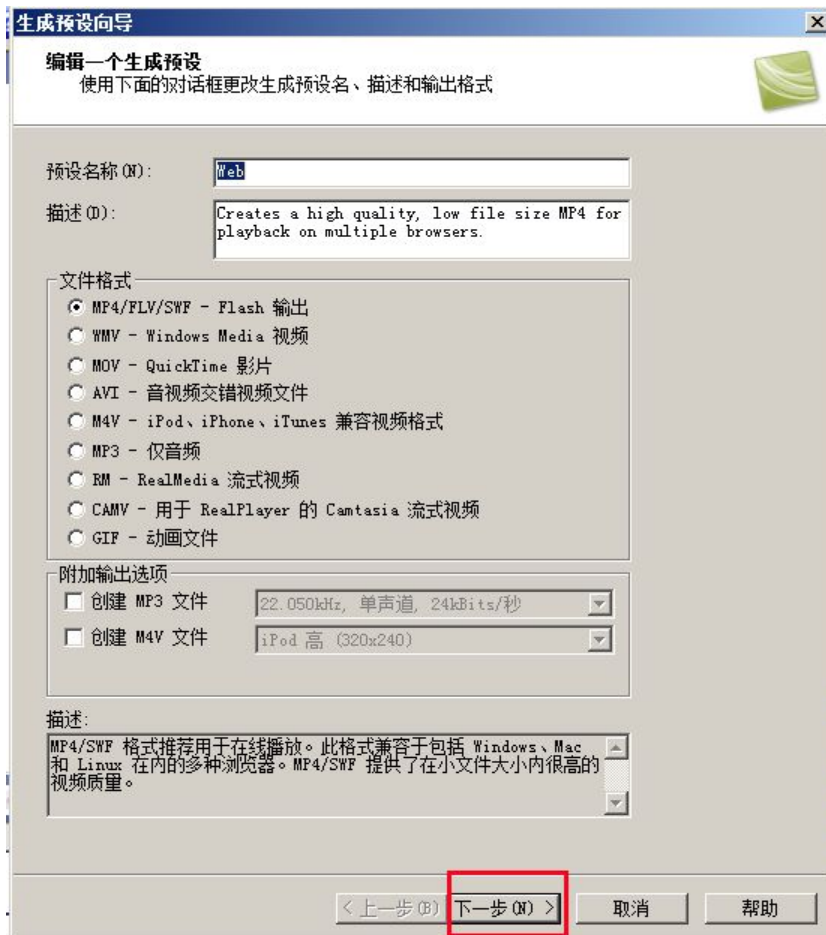 生成预设向导
编辑一个生成预设
使用下面的对话框更改生成预设名、描述和输出格式
预设名称(N): Web
描述(D): Creates a high quality, low file size MP4 for
playback on multiple browsers.
文件格式
MP4/FLV/SWF - Flash 输出
WMV - Windows Media 视频
MOV - QuickTime 影片
AVI - 音视频交错视频文件
M4V - iPod、iPhone、iTunes 兼容视频格式
MP3 - 仅音频
RM - RealMedia 流式视频
CAMV - 用于 RealPlayer 的 Camtasia 流式视频
GIF - 动画文件
附加输出选项
创建 MP3 文件 22.050kHz, 单声道, 24kBits/秒
创建 M4V 文件 iPod 高 (320x240)
描述:
MP4/SWF 格式推荐用于在线播放。此格式兼容于包括 Windows、Mac
和 Linux 在内的多种浏览器。MP4/SWF 提供了在小文件大小内很高的
视频质量。
< 上一步(B) 下一步(N) > 取消 帮助